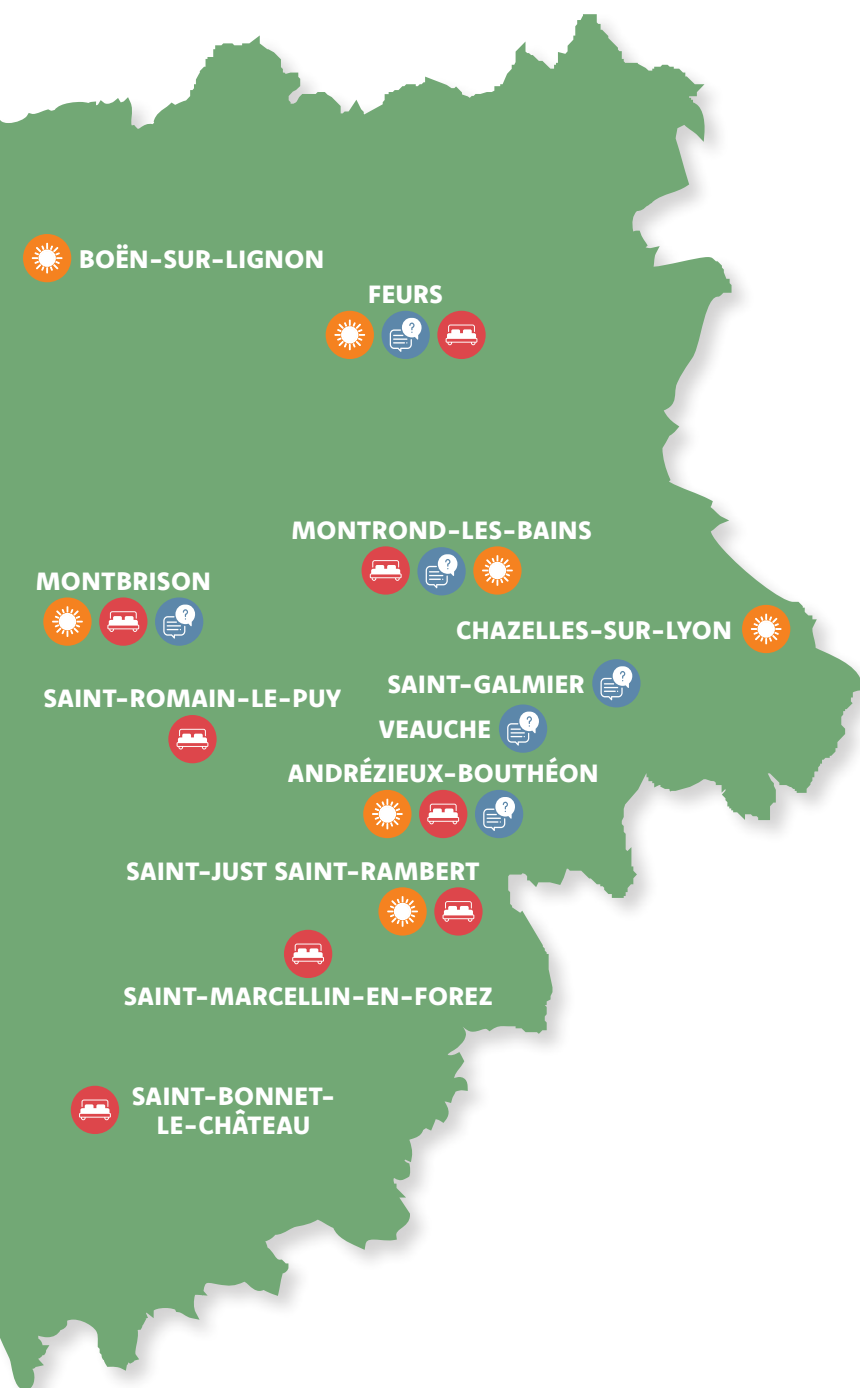 BOËN-SUR-LIGNON
FEURS
MONTROND-LES-BAINS
MONTBRISON
CHAZELLES-SUR-LYON
SAINT-GALMIER
SAINT-ROMAIN-LE-PUY
VEAUCHE
ANDRÉZIEUX-BOUTHÉON
SAINT-JUST SAINT-RAMBERT
SAINT-MARCELLIN-EN-FOREZ
SAINT-BONNET-
LE-CHÂTEAU